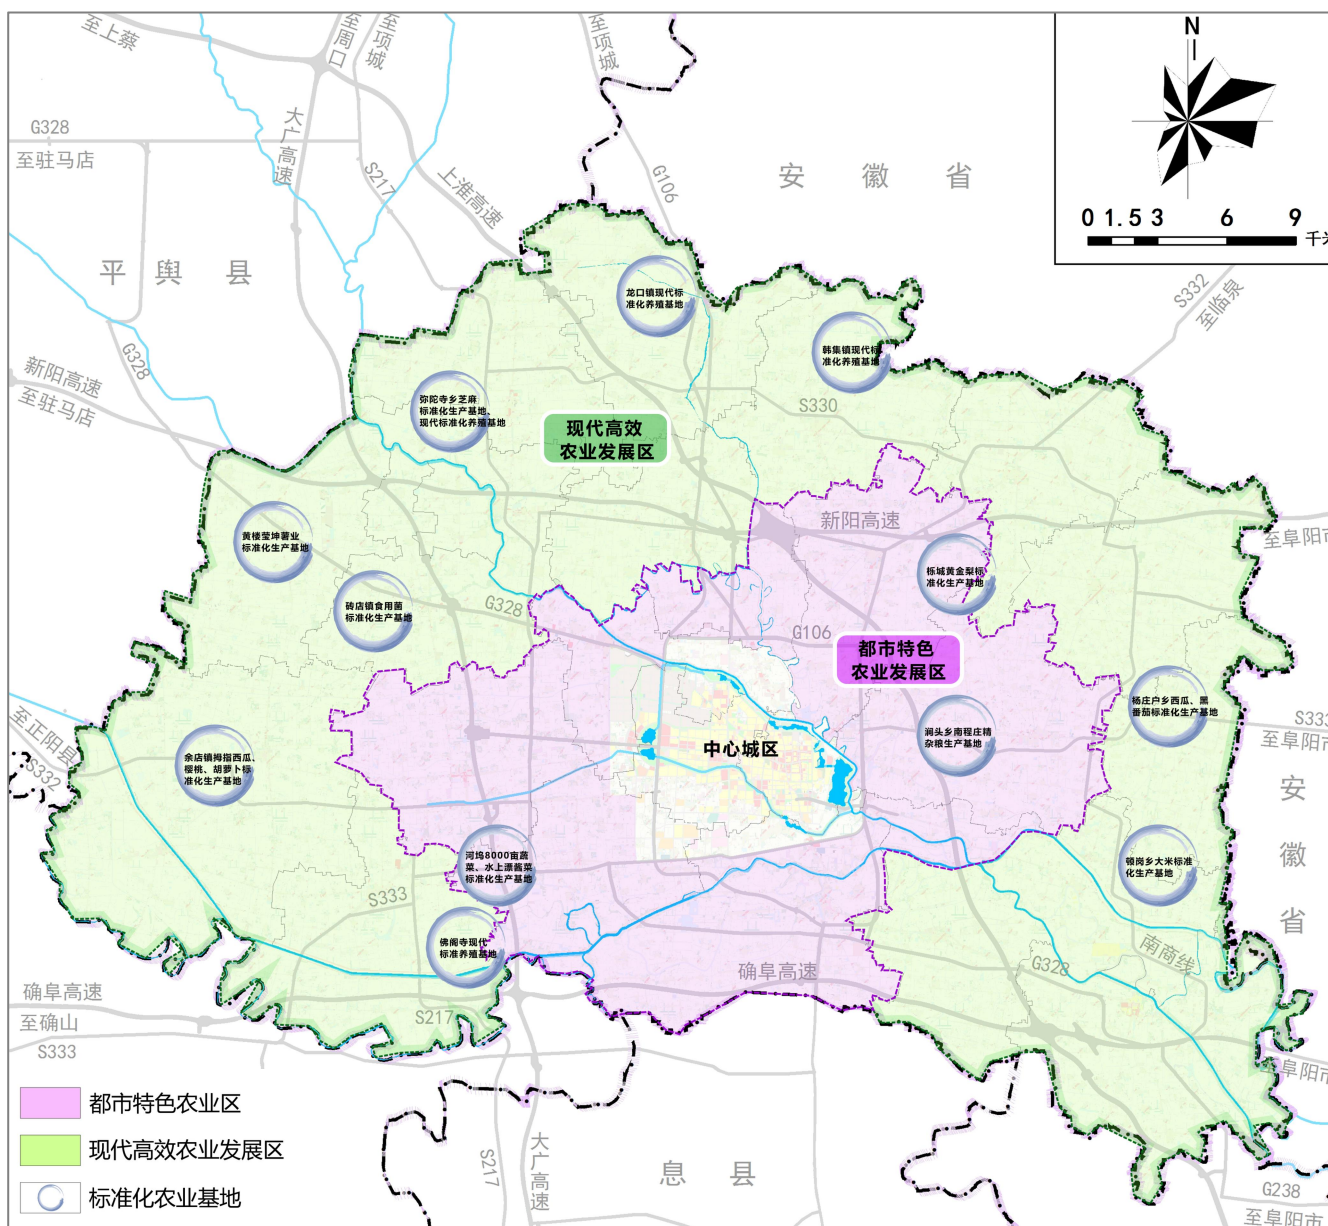 至上蔡
至周口
至项城
至项城
N
G328
至驻马店
大广高速
S217
上淮高速
G106
安徽省
0 1.5 3 6 9
千米
平舆县
S332
至临泉
龙口镇现代标
准化养殖基地
韩集镇现代标
准化养殖基地
G328
新阳高速
至驻马店
弥陀寺乡芝麻
标准化生产基地、
现代标准化养殖基地
S330
现代高效
农业发展区
新阳高速
至阜阳市
黄楼莹坤薯业
标准化生产基地
栎城黄金梨标
准化生产基地
砖店镇食用菌
标准化生产基地
G328
G106
都市特色
农业发展区
杨庄户乡西瓜、黑
番茄标准化生产基地
S333
至阜阳市
至正阳县
S332
涧头乡南程庄精
杂粮生产基地
中心城区
余店镇拇指西瓜、
樱桃、胡萝卜标
准化生产基地
安徽省
河坞8000亩蔬
菜、水上漂酱菜
标准化生产基地
顿岗乡大米标准
化生产基地
S333
佛阁寺现代
标准养殖基地
南商线
G328
确阜高速
确阜高速
至确山
S333
S217
至阜阳市
都市特色农业区
现代高效农业发展区
标准化农业基地
S217
大广高速
息县
G238
至阜阳市